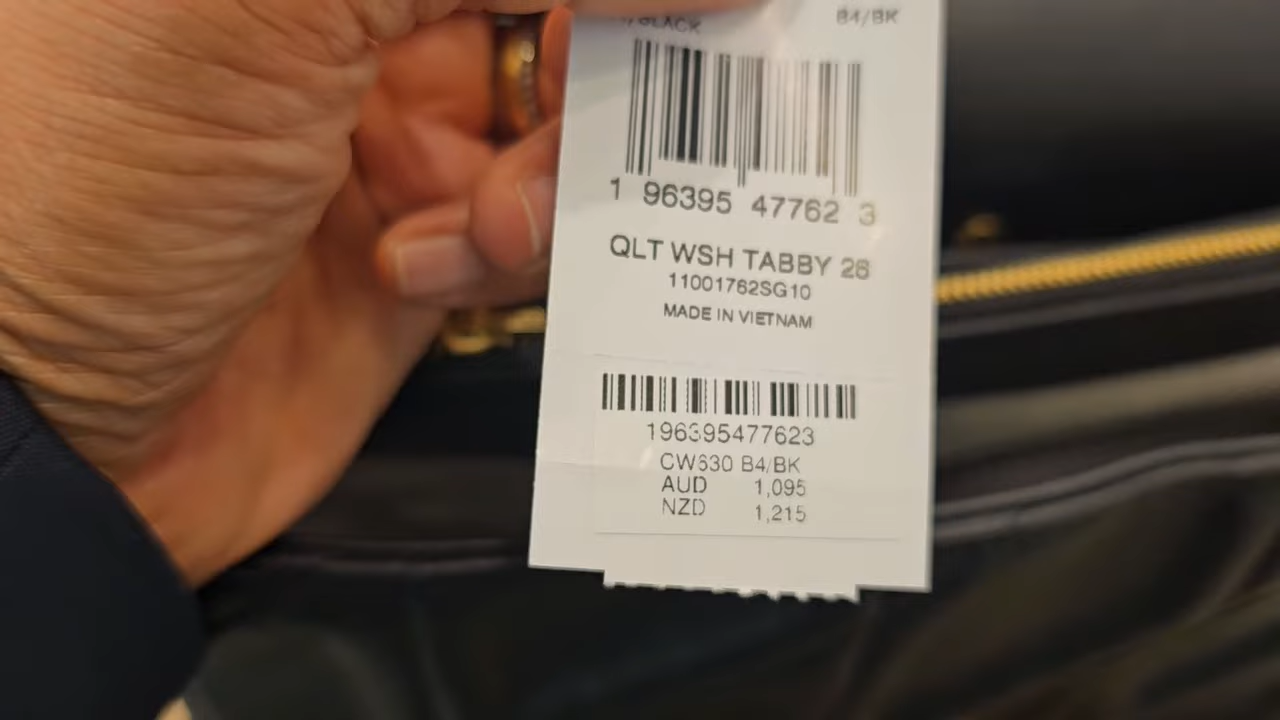 /BLACK B4/BK
1 96395 47762 3
QLT WSH TABBY 26
11001762SG10
MADE IN VIETNAM
196395477623
CW630 B4/BK
AUD 1,095
NZD 1,215